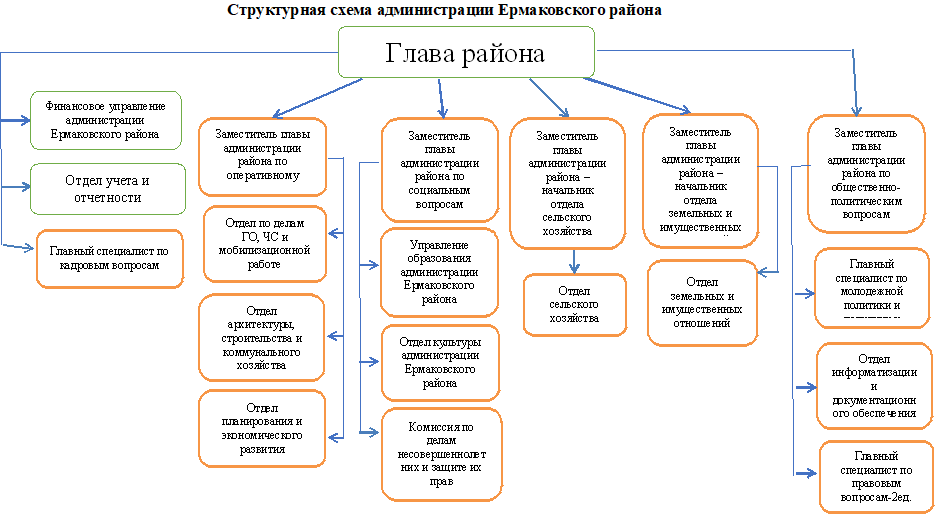 Структурная схема администрации Ермаковского района
Глава района
Финансовое управление
администрации
Ермаковского района
Отдел учета и
отчетности
Главный специалист по
кадровым вопросам
Заместитель главы
администрации
района по
оперативному
Отдел по делам
ГО, ЧС и
мобилизационной
работе
Отдел
архитектуры,
строительства и
коммунального
хозяйства
Отдел
планирования и
экономического
развития
Заместитель
главы
администрации
района по
социальным
вопросам
Управление
образования
администрации
Ермаковского
района
Отдел культуры
администрации
Ермаковского
района
Комиссия по
делам
несовершеннолет
них и защите их
прав
Заместитель
главы
администрации
района –
начальник
отдела
сельского
хозяйства
Отдел
сельского
хозяйства
Заместитель
главы
администрации
района –
начальник
отдела
земельных и
имущественных
Отдел
земельных и
имущественных
отношений
Заместитель
главы
администрации
района по
общественно-
политическим
вопросам
Главный
специалист по
молодежной
политики и
Отдел
информатизации
и
документационн
ого обеспечения
Главный
специалист по
правовым
вопросам-2ед.